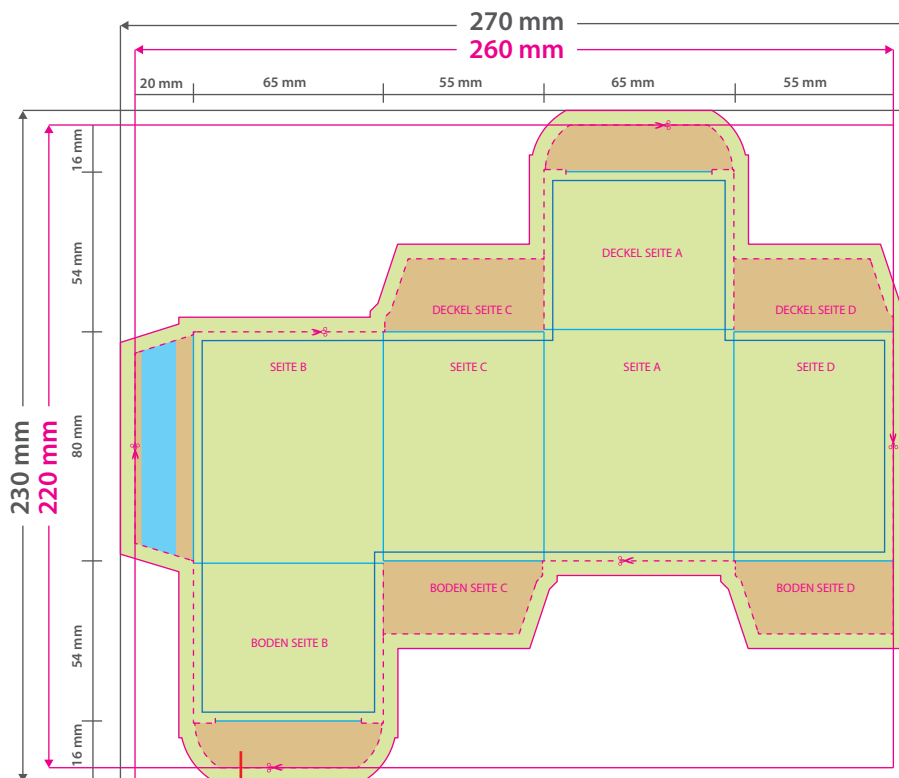 270 mm
260 mm
20 mm
65 mm
55 mm
65 mm
55 mm
16 mm
54 mm
80 mm
54 mm
16 mm
230 mm
220 mm
DECKEL SEITE A
DECKEL SEITE C
DECKEL SEITE D
SEITE B
SEITE C
SEITE A
SEITE D
BODEN SEITE C
BODEN SEITE D
BODEN SEITE B